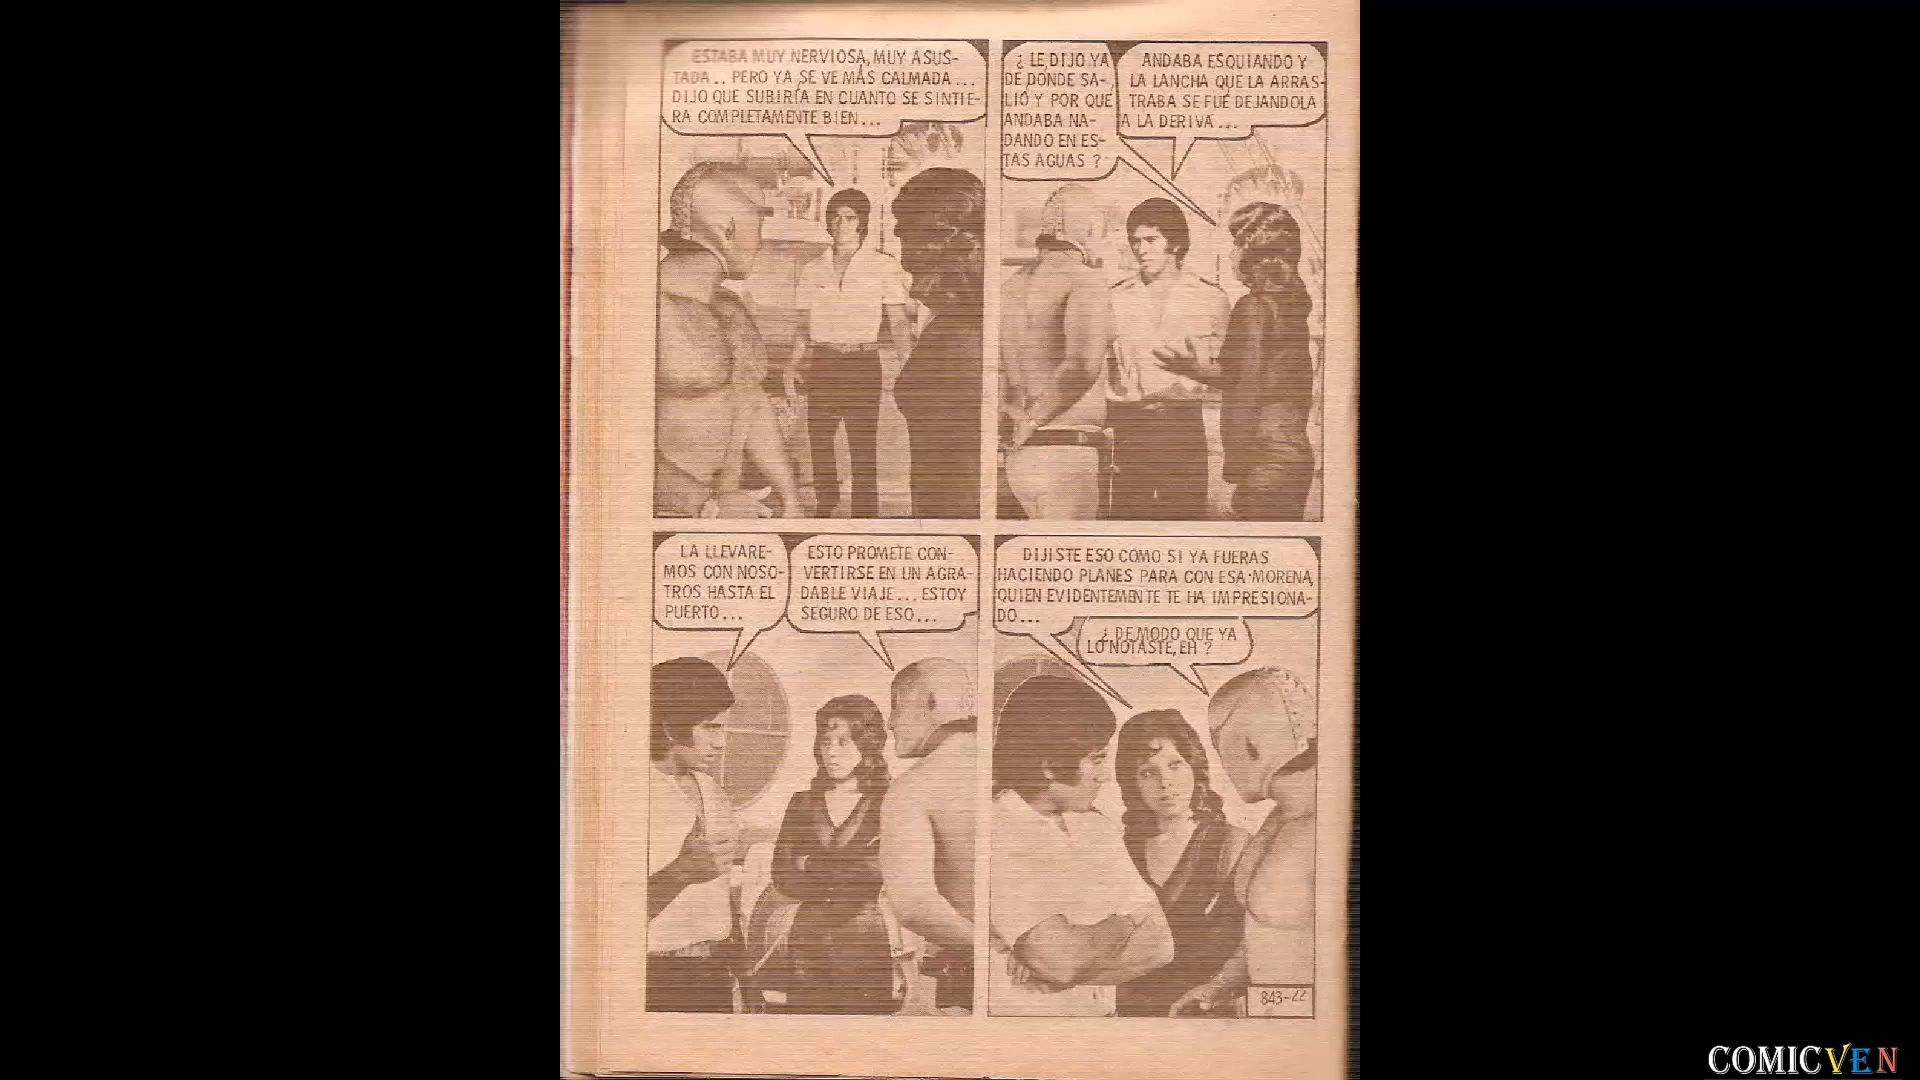 ESTABA MUY NERVIOSA, MUY ASUS-
TADA.. PERO YA SE VE MÁS CALMADA...
DIJO QUE SUBIRÍA EN CUANTO SE SINTIE-
RA COMPLETAMENTE BIEN...
¿ LE DIJO YA
DE DONDE SA-
LIÓ Y POR QUE
ANDABA NA-
DANDO EN ES-
TAS AGUAS ?
ANDABA ESQUIANDO Y
LA LANCHA QUE LA ARRAS-
TRABA SE FUÉ DEJANDOLA
A LA DERIVA...
LA LLEVARE-
MOS CON NOSO-
TROS HASTA EL
PUERTO...
ESTO PROMETE CON-
VERTIRSE EN UN AGRA-
DABLE VIAJE... ESTOY
SEGURO DE ESO...
DIJISTE ESO COMO SI YA FUERAS
HACIENDO PLANES PARA CON ESA MORENA,
QUIEN EVIDENTEMENTE TE HA IMPRESIONA-
DO...
¿ DE MODO QUE YA
LO NOTASTE, EH ?
843-22
COMICVEN